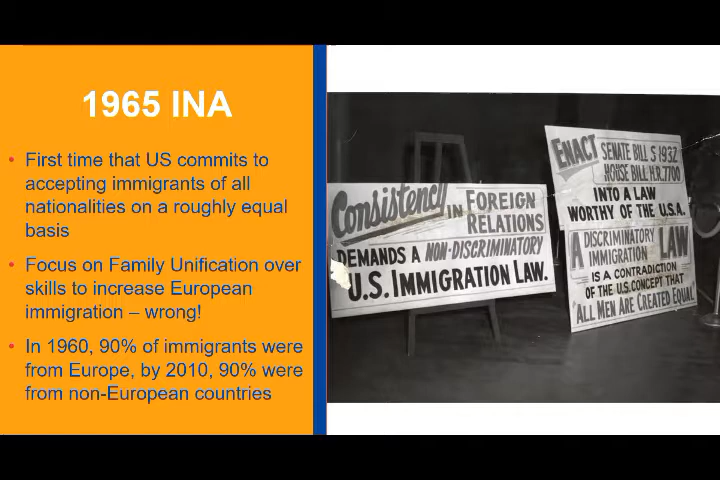 1965 INA
• First time that US commits to
accepting immigrants of all
nationalities on a roughly equal
basis
• Focus on Family Unification over
skills to increase European
immigration – wrong!
• In 1960, 90% of immigrants were
from Europe, by 2010, 90% were
from non-European countries
Consistency IN FOREIGN
RELATIONS
DEMANDS A NON-DISCRIMINATORY
U.S. IMMIGRATION LAW.
ENACT SENATE BILL S 1932
HOUSE BILL H.R. 7700
INTO A LAW
WORTHY OF THE U.S.A.
A DISCRIMINATORY
IMMIGRATION LAW
IS A CONTRADICTION
OF THE U.S. CONCEPT THAT
"ALL MEN ARE CREATED EQUAL"